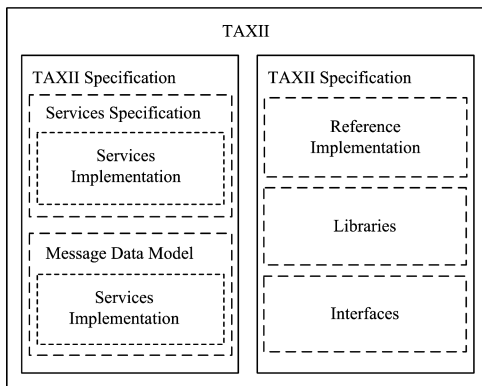 TAXII
TAXII Specification
Services Specification
Services
Implementation
Message Data Model
Services
Implementation
TAXII Specification
Reference
Implementation
Libraries
Interfaces